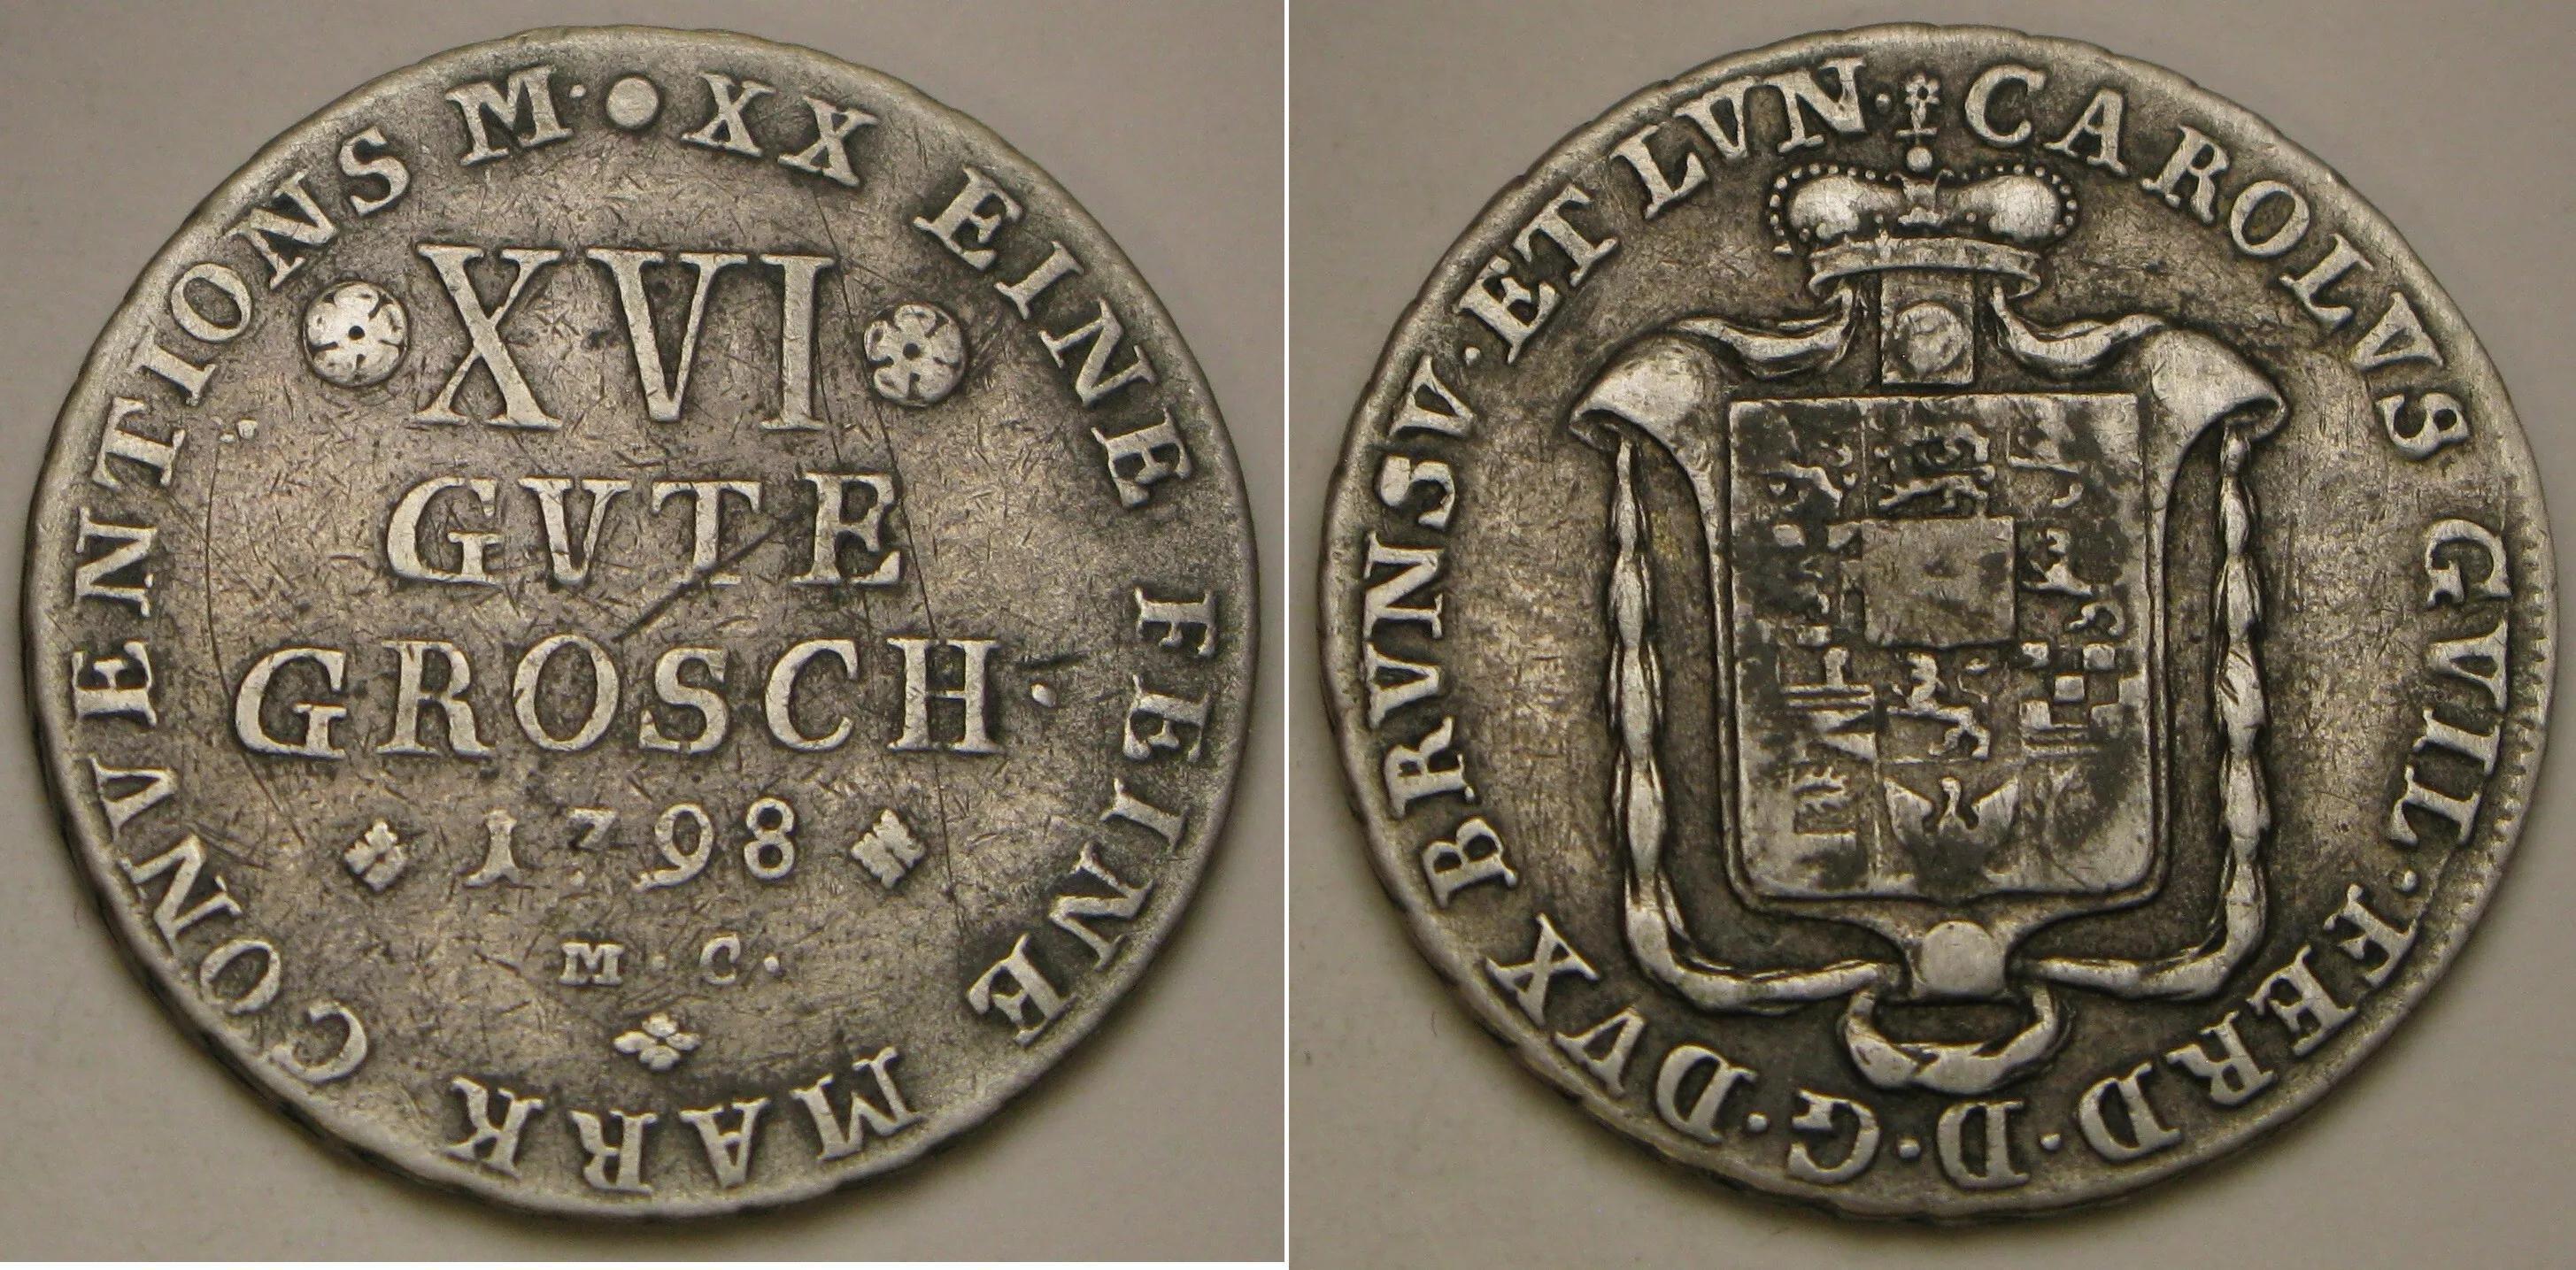 XX EINE FEINE MARK CONVENTIONS M·
XVI
GVTE
GROSCH·
1798
M·C·
CAROLVS GVIL·FERD·D·G·DVX BRVNSV·ET LVN·